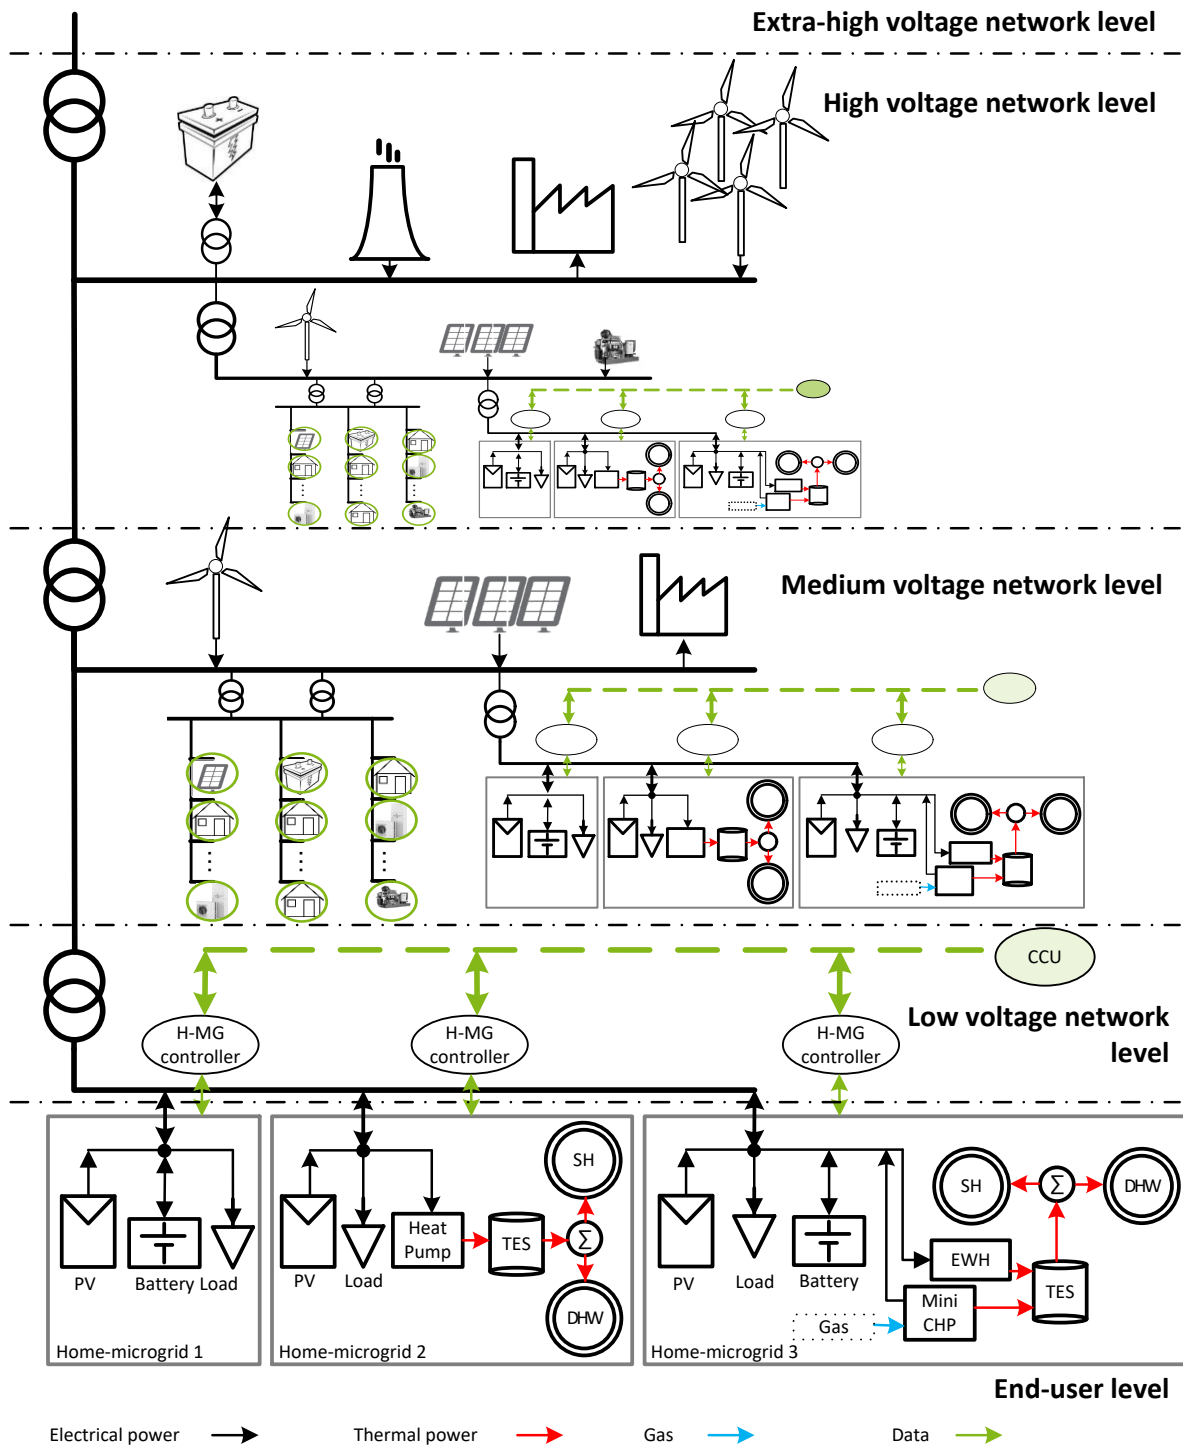 Extra-high voltage network level
High voltage network level
Medium voltage network level
CCU
Low voltage network
level
H-MG
controller
H-MG
controller
H-MG
controller
PV
Battery
Load
Home-microgrid 1
PV
Load
Heat
Pump
TES
Σ
SH
DHW
Home-microgrid 2
PV
Load
Battery
EWH
Mini
CHP
Gas
TES
Σ
SH
DHW
Home-microgrid 3
End-user level
Electrical power
Thermal power
Gas
Data